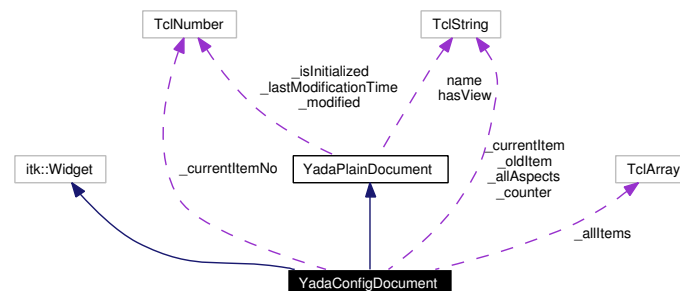 TclNumber
TclString
_isInitialized
_lastModificationTime
_modified
name
hasView
itk::Widget
_currentItemNo
YadaPlainDocument
_currentItem
_oldItem
_allAspects
_counter
TclArray
_allItems
YadaConfigDocument